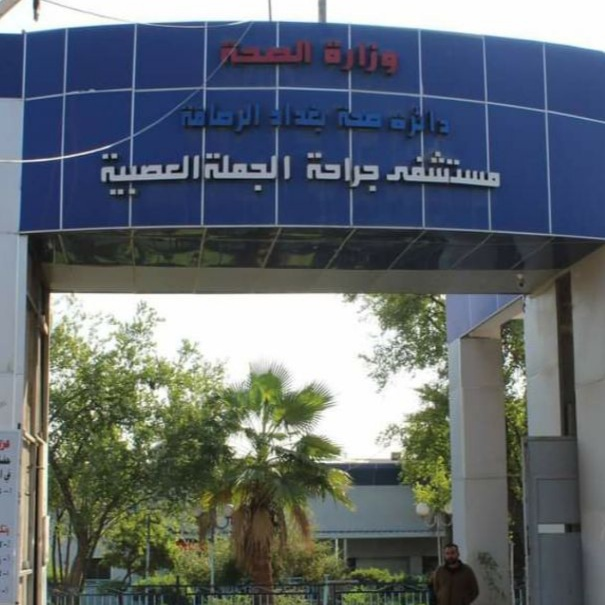 وزارة الصحة
دائرة صحة بغداد الرصافة
مستشفى جراحة الجملة العصبية